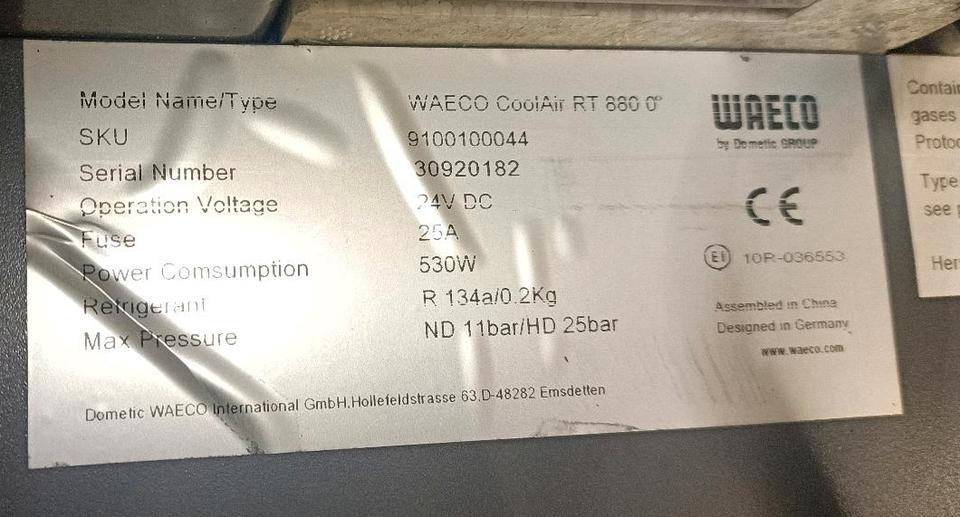 Model Name/Type WAECO CoolAir RT 880 0°
SKU 9100100044
Serial Number 30920182
Operation Voltage 24V DC
Fuse 25A
Power Comsumption 530W
Refrigerant R 134a/0.2Kg
Max Pressure ND 11bar/HD 25bar
Dometic WAECO International GmbH,Hollefeldstrasse 63,D-48282 Emsdetten
WAECO
by Dometic GROUP
CE
E1 10R-036553
Assembled in China
Designed in Germany
www.waeco.com
gases
Type
see